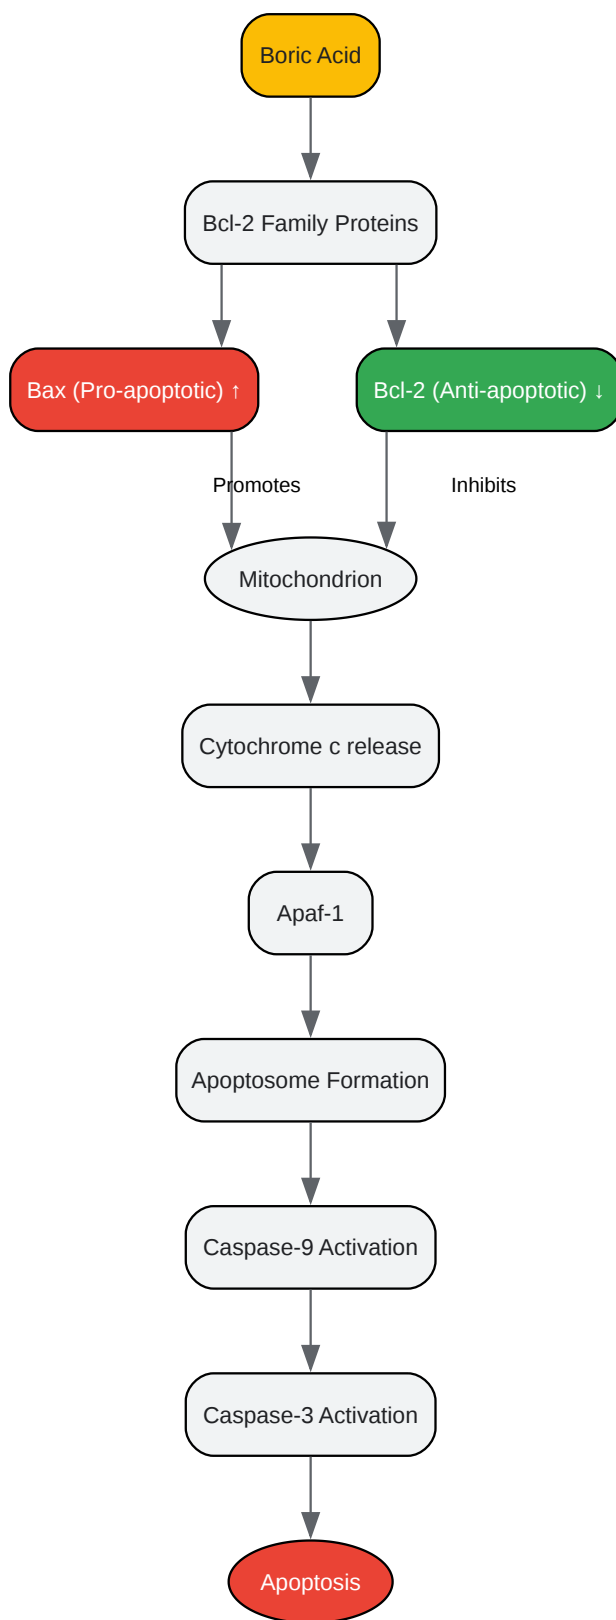 Boric Acid
Bcl-2 Family Proteins
Bax (Pro-apoptotic) ↑
Bcl-2 (Anti-apoptotic) ↓
Promotes
Inhibits
Mitochondrion
Cytochrome c release
Apaf-1
Apoptosome Formation
Caspase-9 Activation
Caspase-3 Activation
Apoptosis